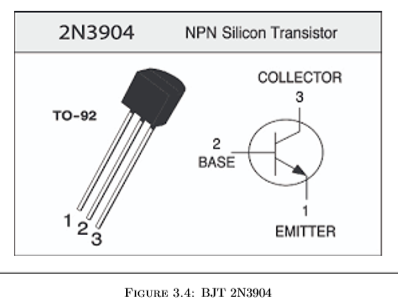 2N3904 NPN Silicon Transistor
TO-92
1 2 3
COLLECTOR
3
2
BASE
1
EMITTER
FIGURE 3.4: BJT 2N3904